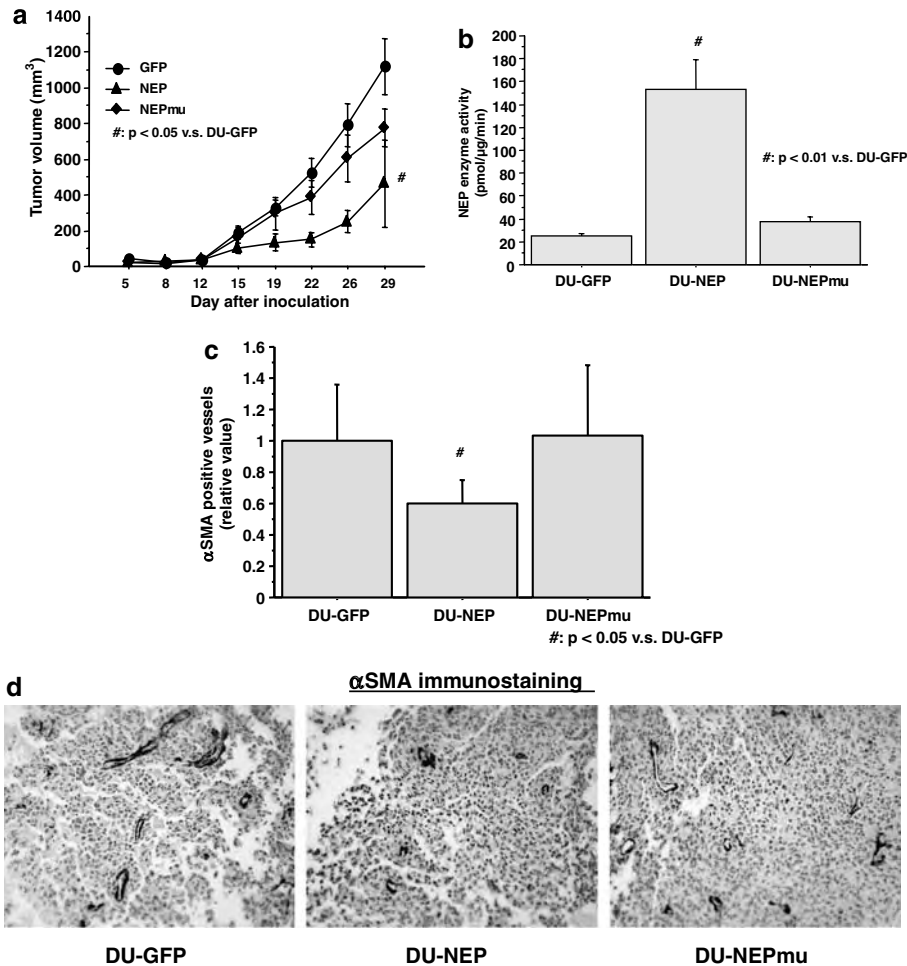 a
1400
1200
1000
800
600
400
200
0
Tumor volume (mm³)
GFP
NEP
NEPmu
#: p < 0.05 v.s. DU-GFP
#
5 8 12 15 19 22 26 29
Day after inoculation
b
200
180
160
140
120
100
80
60
40
20
0
NEP enzyme activity
(pmol/μg/min)
#
#: p < 0.01 v.s. DU-GFP
DU-GFP DU-NEP DU-NEPmu
c
1.6
1.4
1.2
1
0.8
0.6
0.4
0.2
0
αSMA positive vessels
(relative value)
#
DU-GFP DU-NEP DU-NEPmu
#: p < 0.05 v.s. DU-GFP
d
αSMA immunostaining
DU-GFP DU-NEP DU-NEPmu